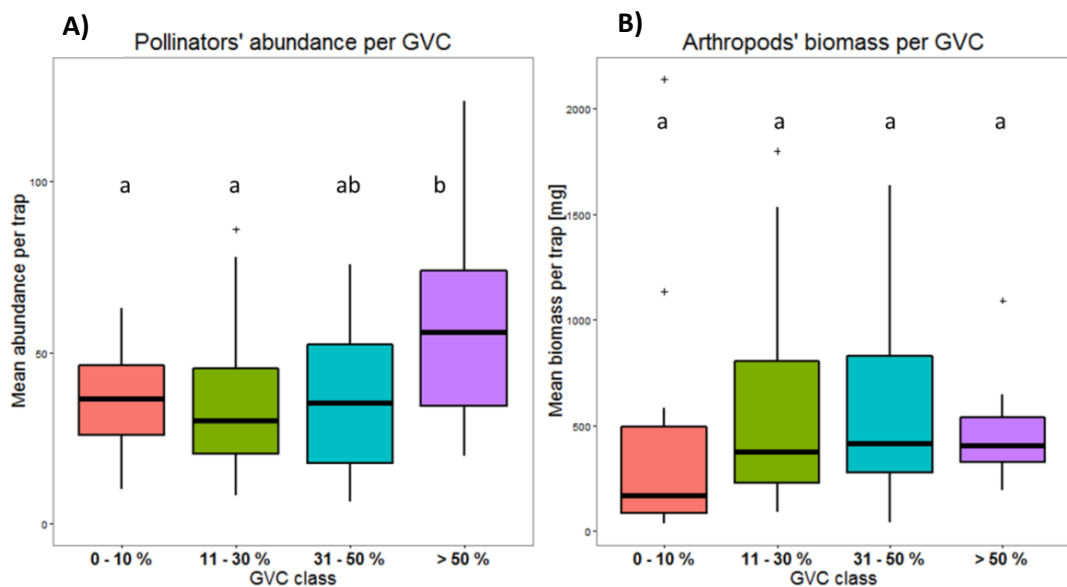 A)
Pollinators' abundance per GVC
Mean abundance per trap
100
50
0
a
a
ab
b
0 - 10 %
11 - 30 %
31 - 50 %
> 50 %
GVC class
B)
Arthropods' biomass per GVC
Mean biomass per trap [mg]
2000
1500
1000
500
0
a
a
a
a
0 - 10 %
11 - 30 %
31 - 50 %
> 50 %
GVC class